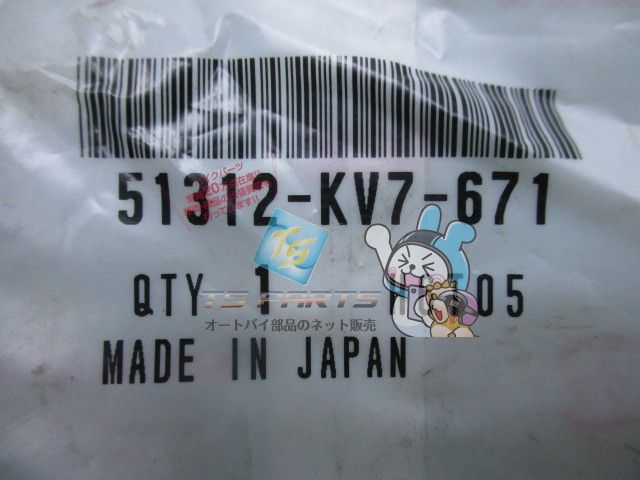 51312-KV7-671
TS
QTY 1
TS PARTS
オートバイ部品のネット販売
MADE IN JAPAN